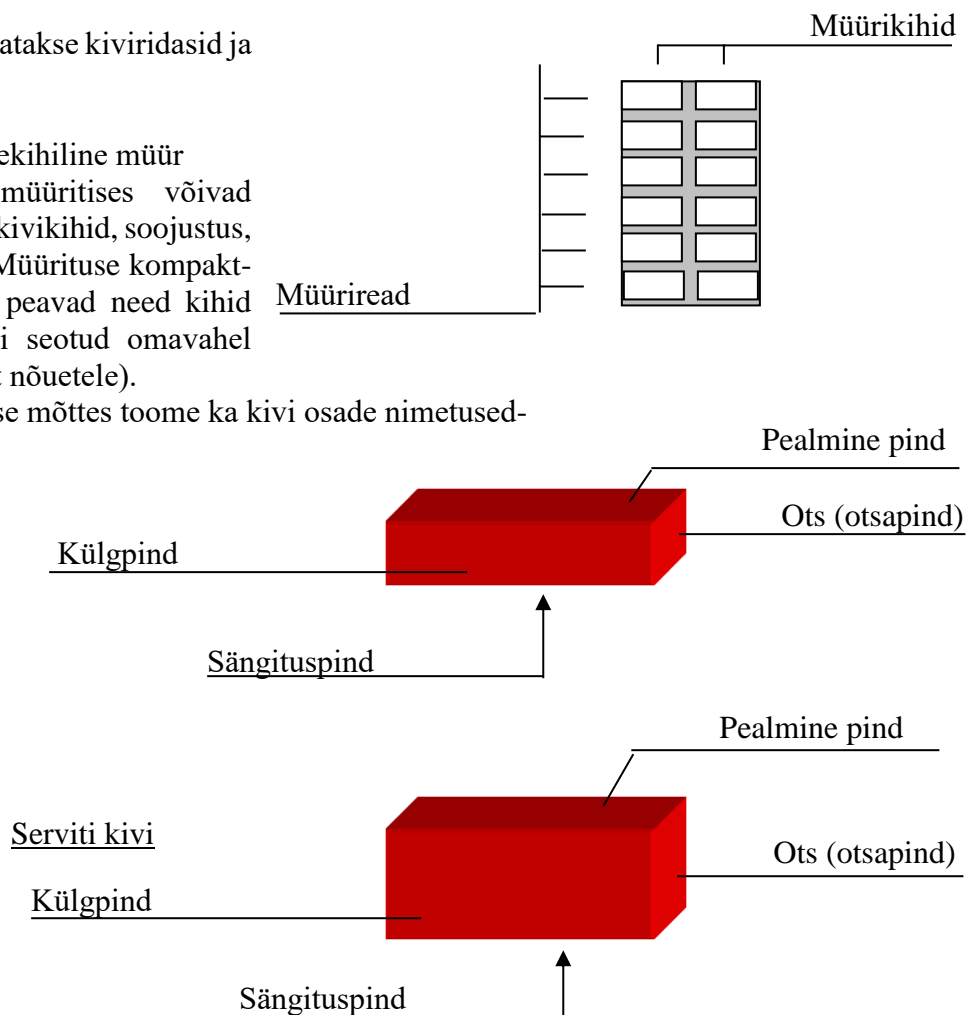 Müürikihid
atakse kiviridasid ja
ekihiline müür
müüritises võivad
kivikihid, soojustus,
Müürituse kompakt-
peavad need kihid
i seotud omavahel
t nõuetele).
Müüriread
se mõttes toome ka kivi osade nimetused-
Pealmine pind
Ots (otsapind)
Külgpind
Sängituspind
Pealmine pind
Serviti kivi
Ots (otsapind)
Külgpind
Sängituspind